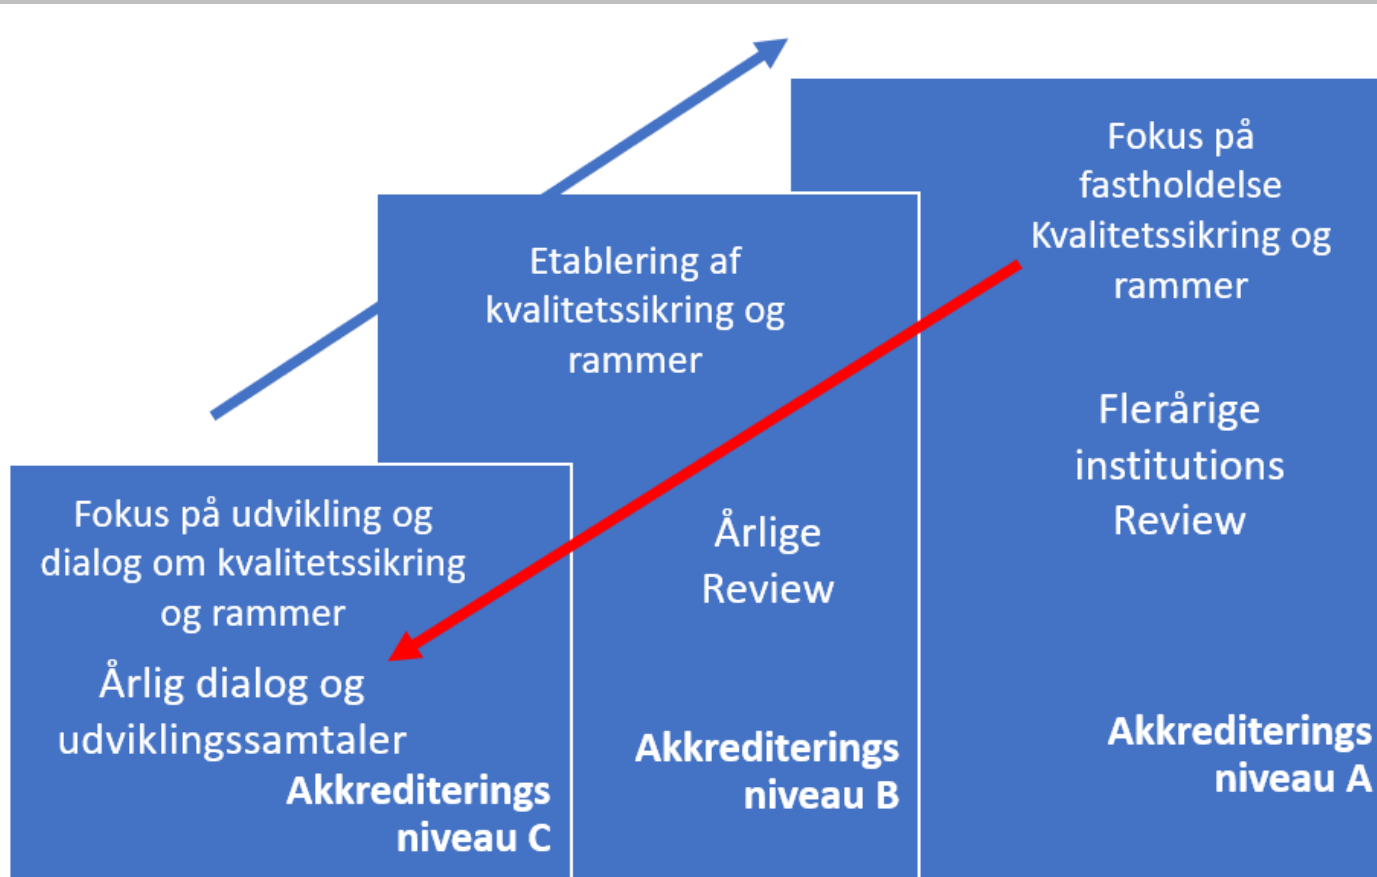 Fokus på udvikling og
dialog om kvalitetssikring
og rammer
Årlig dialog og
udviklingssamtaler
Akkrediterings
niveau C
Etablering af
kvalitetssikring og
rammer
Årlige
Review
Akkrediterings
niveau B
Fokus på
fastholdelse
Kvalitetssikring og
rammer
Flerårige
institutions
Review
Akkrediterings
niveau A